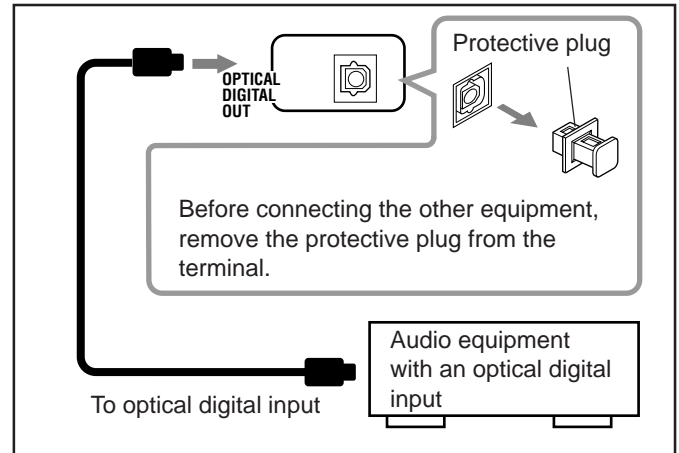 Protective plug
OPTICAL
DIGITAL
OUT
Before connecting the other equipment,
remove the protective plug from the
terminal.
Audio equipment
with an optical digital
input
To optical digital input